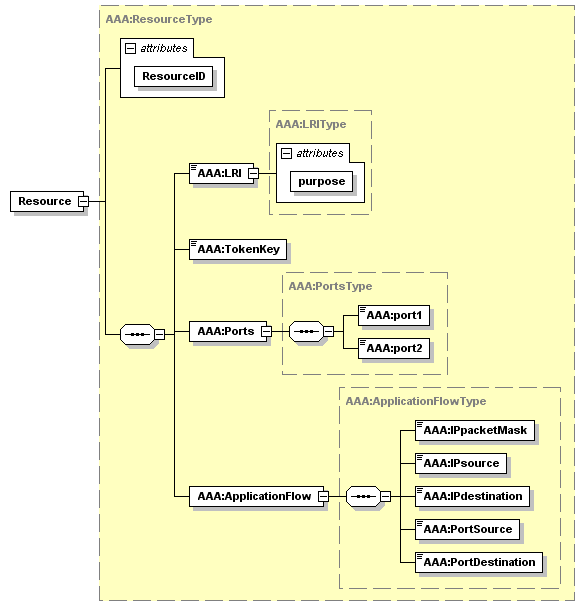 AAA:ResourceType
attributes
ResourceID
AAA:LRIType
attributes
AAA:LRI
purpose
Resource
AAA:TokenKey
AAA:PortsType
AAA:port1
AAA:Ports
AAA:port2
AAA:ApplicationFlowType
AAA:IPpacketMask
AAA:IPsource
AAA:ApplicationFlow
AAA:IPdestination
AAA:PortSource
AAA:PortDestination